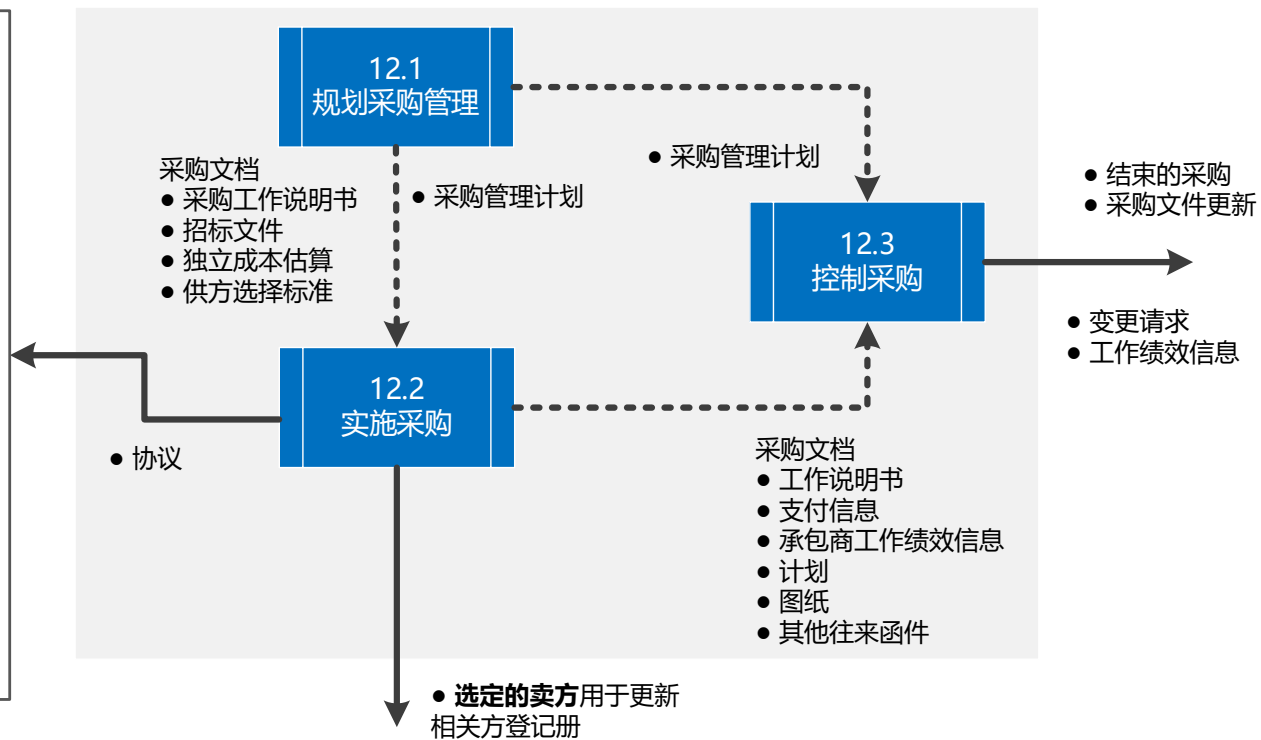 12.1
规划采购管理
采购文档
● 采购工作说明书
● 招标文件
● 独立成本估算
● 供方选择标准
● 采购管理计划
● 采购管理计划
12.3
控制采购
● 结束的采购
● 采购文件更新
● 变更请求
● 工作绩效信息
12.2
实施采购
● 协议
采购文档
● 工作说明书
● 支付信息
● 承包商工作绩效信息
● 计划
● 图纸
● 其他往来函件
● 选定的卖方用于更新
相关方登记册